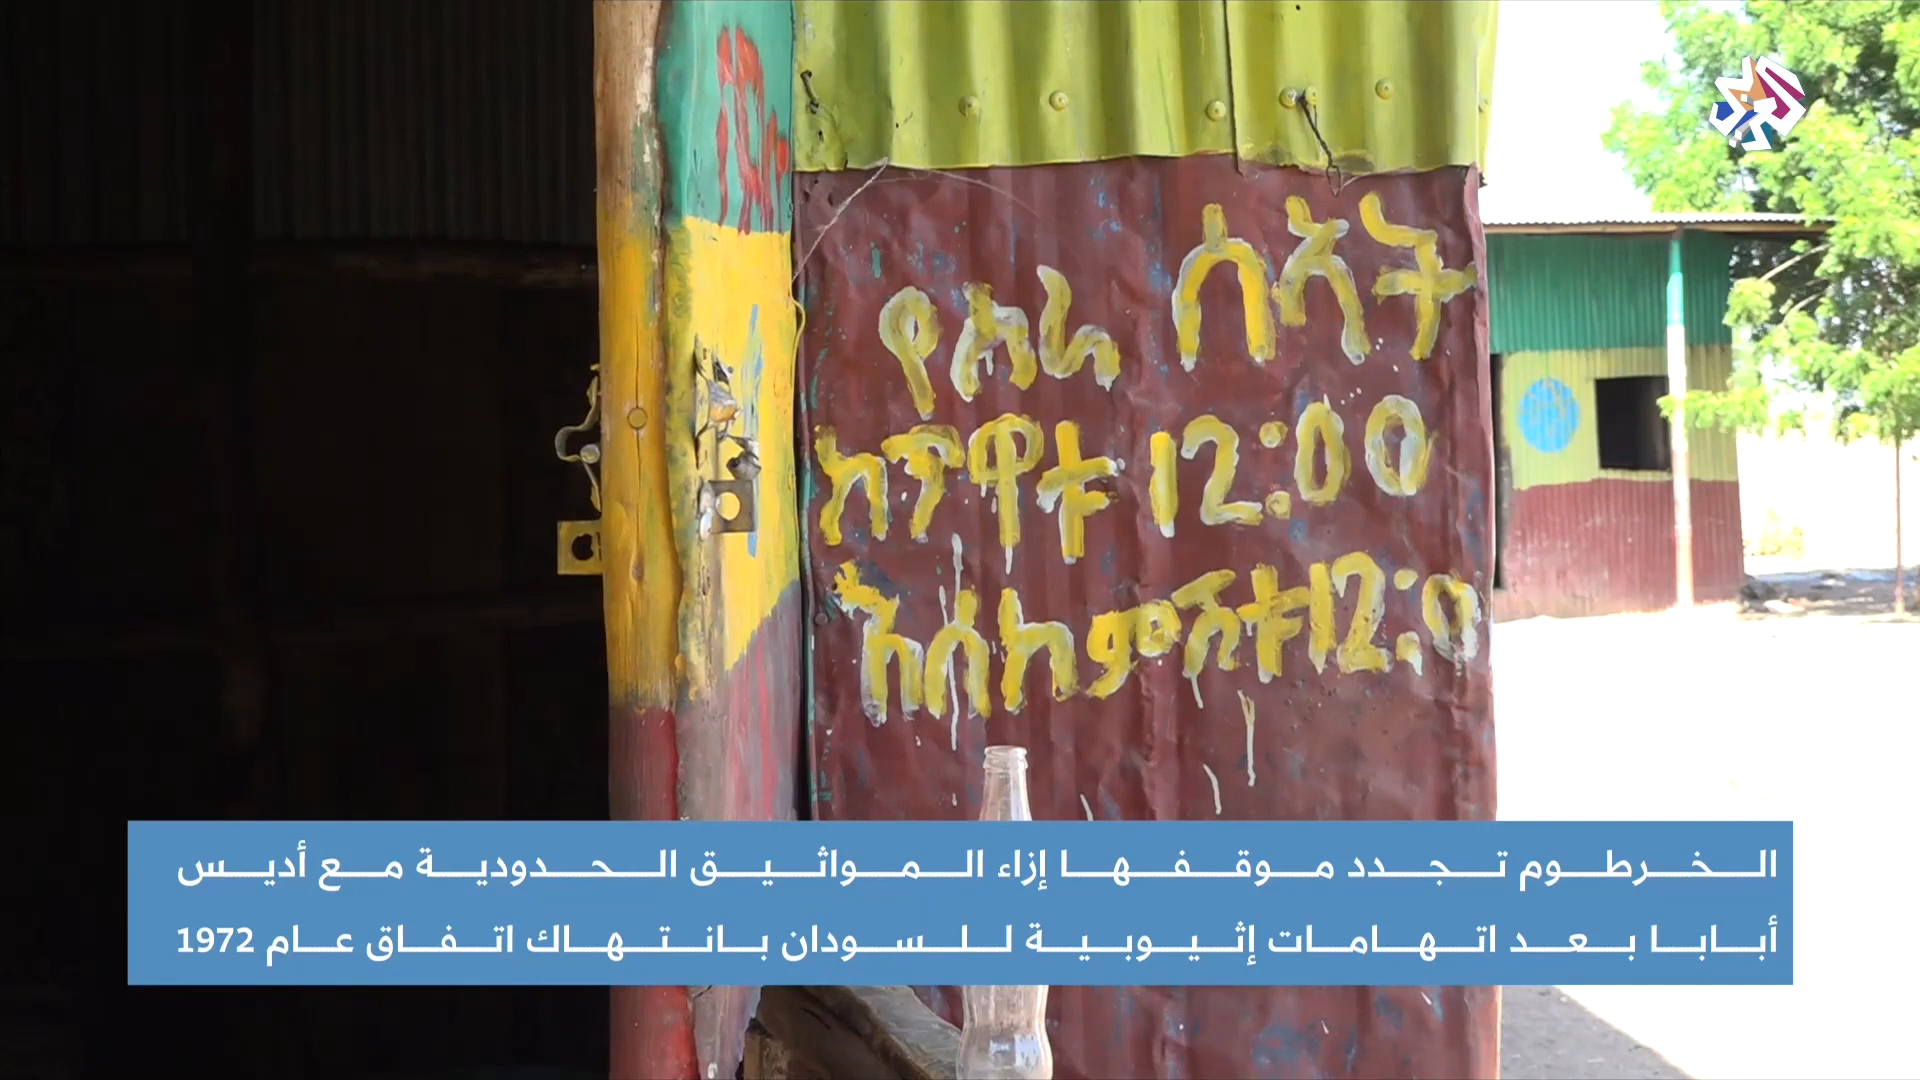 የስራ ሰአት
ከጥዋቱ 12:00
እስከምሽቱ 12:0
الخرطوم تجدد موقفها إزاء المواثيق الحدودية مع أديس
أبابا بعد اتهامات إثيوبية للسودان بانتهاك اتفاق عام 1972